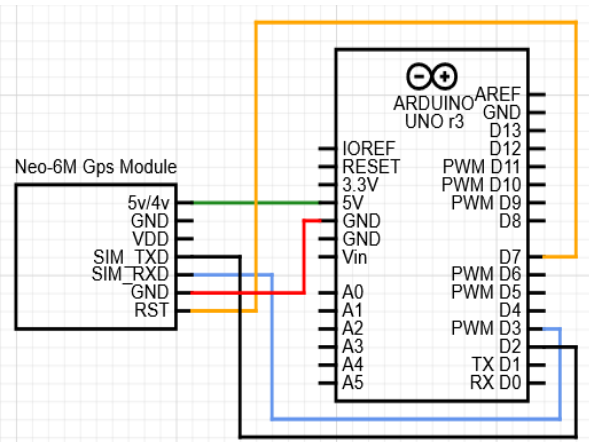 Neo-6M Gps Module
5v/4v
GND
VDD
SIM_TXD
SIM_RXD
GND
RST
ARDUINO
UNO r3
IOREF
RESET
3.3V
5V
GND
GND
Vin
A0
A1
A2
A3
A4
A5
AREF
GND
D13
D12
PWM D11
PWM D10
PWM D9
D8
D7
PWM D6
PWM D5
D4
PWM D3
D2
TX D1
RX D0